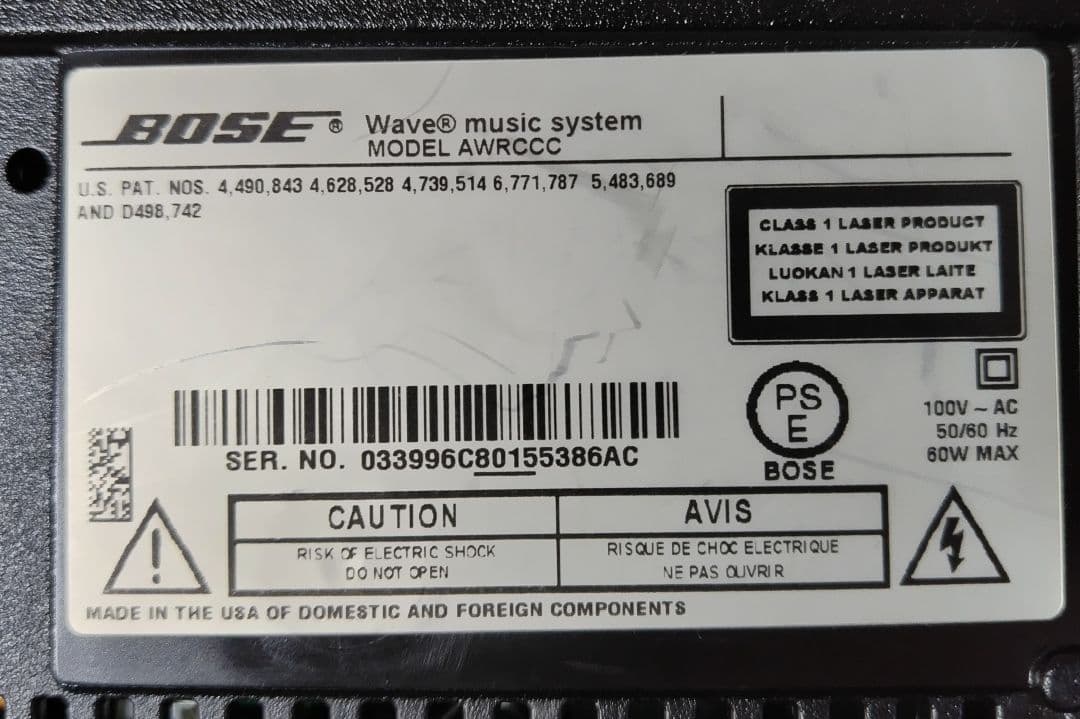 BOSE® Wave® music system
MODEL AWRCCC
U.S. PAT. NOS. 4,490,843 4,628,528 4,739,514 6,771,787 5,483,689
AND D498,742
CLASS 1 LASER PRODUCT
KLASSE 1 LASER PRODUKT
LUOKAN 1 LASER LAITE
KLASS 1 LASER APPARAT
PS
E
BOSE
100V ~ AC
50/60 Hz
60W MAX
SER. NO. 033996C80155386AC
CAUTION
RISK OF ELECTRIC SHOCK
DO NOT OPEN
AVIS
RISQUE DE CHOC ELECTRIQUE
NE PAS OUVRIR
MADE IN THE USA OF DOMESTIC AND FOREIGN COMPONENTS